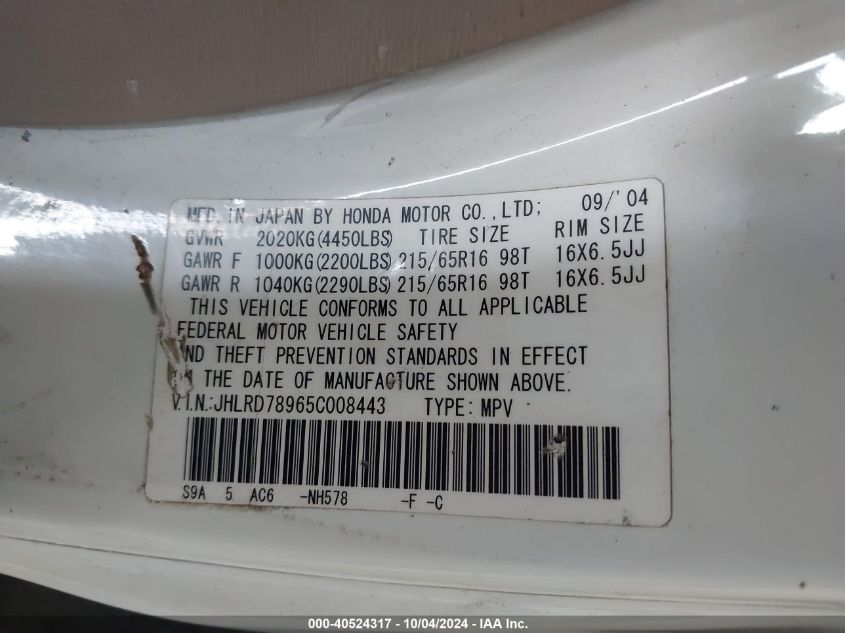 MFD. IN JAPAN BY HONDA MOTOR CO.,LTD; 09/'04
GVWR 2020KG(4450LBS) TIRE SIZE RIM SIZE
GAWR F 1000KG(2200LBS) 215/65R16 98T 16X6.5JJ
GAWR R 1040KG(2290LBS) 215/65R16 98T 16X6.5JJ
THIS VEHICLE CONFORMS TO ALL APPLICABLE
FEDERAL MOTOR VEHICLE SAFETY
AND THEFT PREVENTION STANDARDS IN EFFECT
ON THE DATE OF MANUFACTURE SHOWN ABOVE.
V.I.N.:JHLRD78965C008443 TYPE: MPV
S9A 5 AC6 -NH578 -F -C
000-40524317 - 10/04/2024 - IAA Inc.